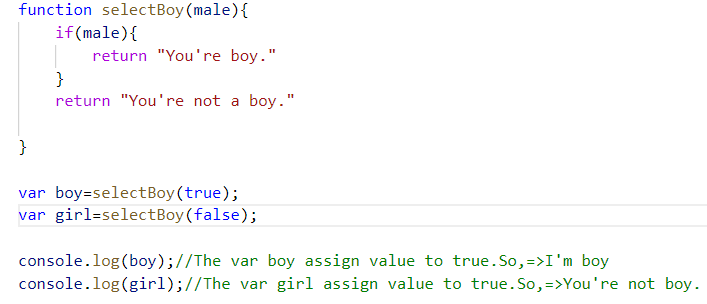 function selectBoy(male){
if(male){
return "You're boy."
}
return "You're not a boy."
}
var boy=selectBoy(true);
var girl=selectBoy(false);
console.log(boy);//The var boy assign value to true.So,=>I'm boy
console.log(girl);//The var girl assign value to true.So,=>You're not boy.